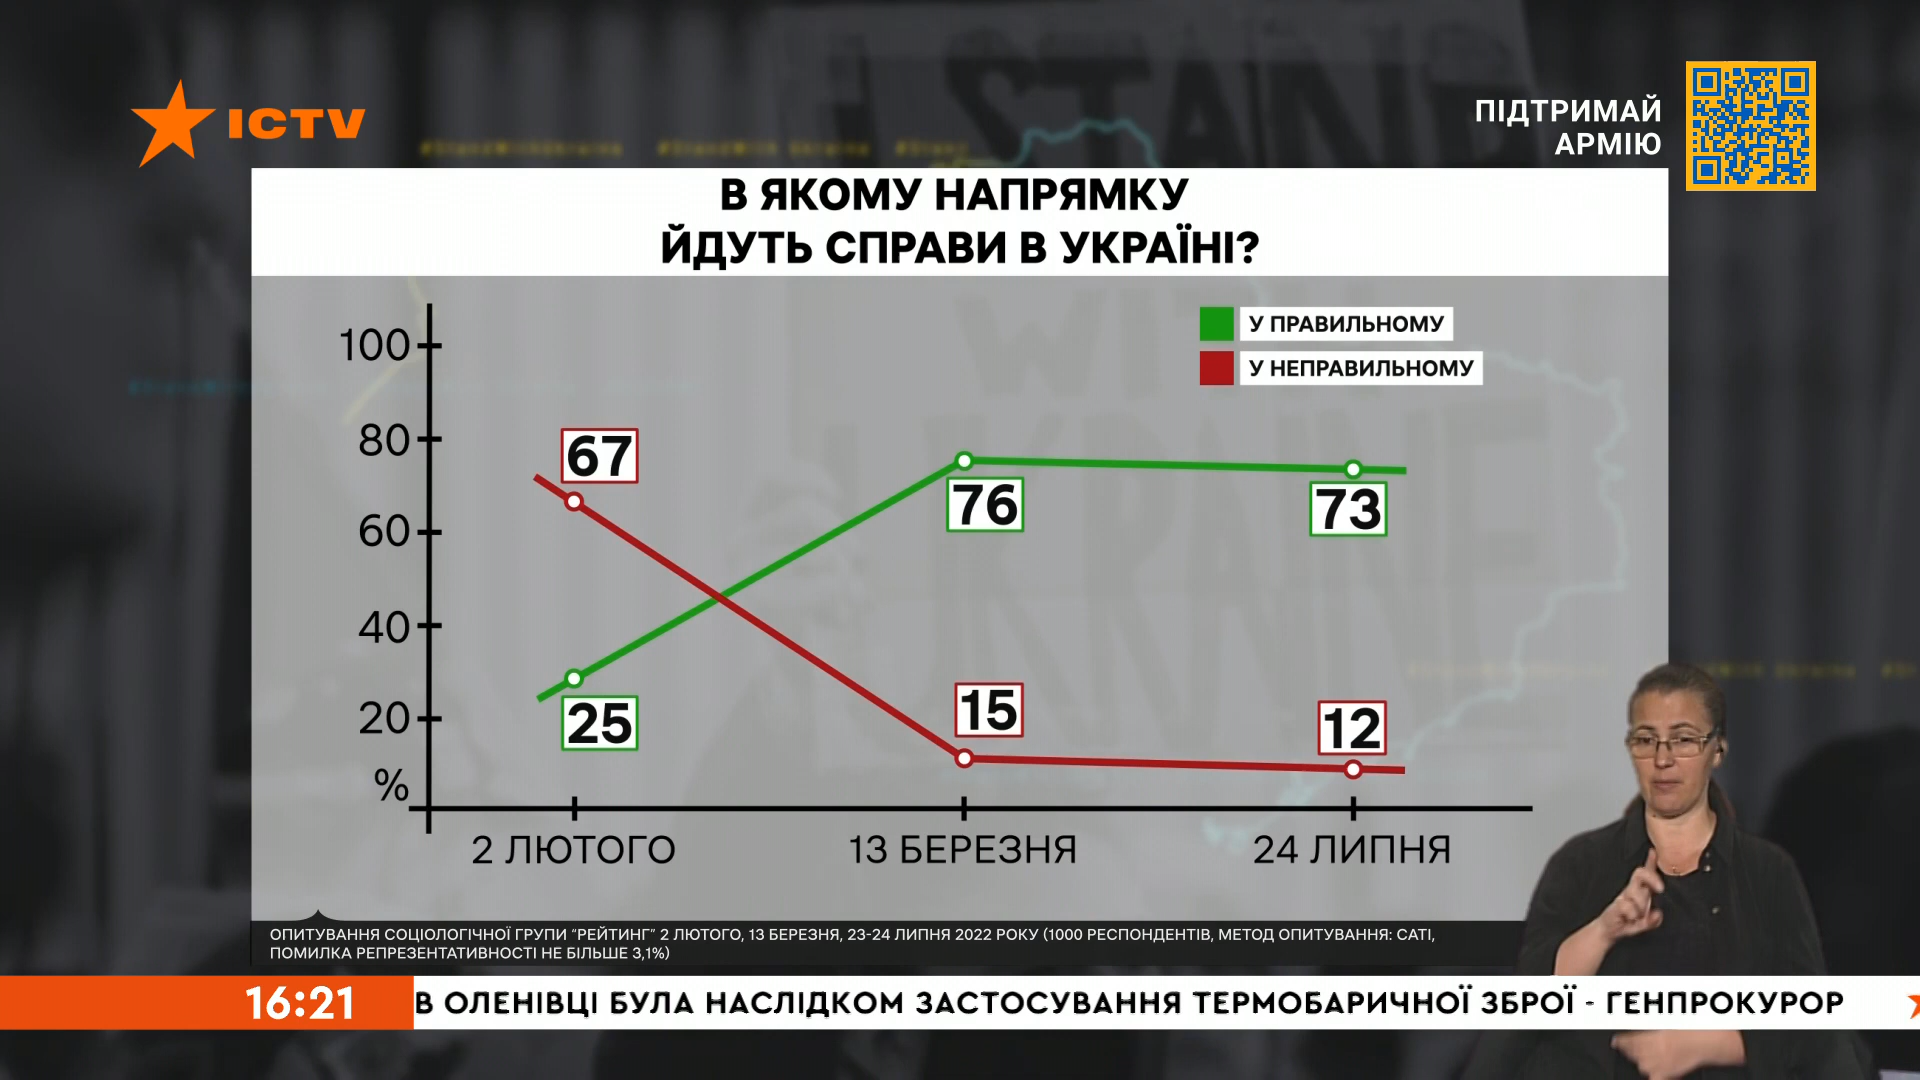 ICTV
ПІДТРИМАЙ
АРМІЮ
В ЯКОМУ НАПРЯМКУ
ЙДУТЬ СПРАВИ В УКРАЇНІ?
У ПРАВИЛЬНОМУ
У НЕПРАВИЛЬНОМУ
100
80
60
40
20
%
67
25
76
15
73
12
2 ЛЮТОГО
13 БЕРЕЗНЯ
24 ЛИПНЯ
ОПИТУВАННЯ СОЦІОЛОГІЧНОЇ ГРУПИ “РЕЙТИНГ” 2 ЛЮТОГО, 13 БЕРЕЗНЯ, 23-24 ЛИПНЯ 2022 РОКУ (1000 РЕСПОНДЕНТІВ, МЕТОД ОПИТУВАННЯ: CATI,
ПОМИЛКА РЕПРЕЗЕНТАТИВНОСТІ НЕ БІЛЬШЕ 3,1%)
16:21
В ОЛЕНІВЦІ БУЛА НАСЛІДКОМ ЗАСТОСУВАННЯ ТЕРМОБАРИЧНОЇ ЗБРОЇ - ГЕНПРОКУРОР